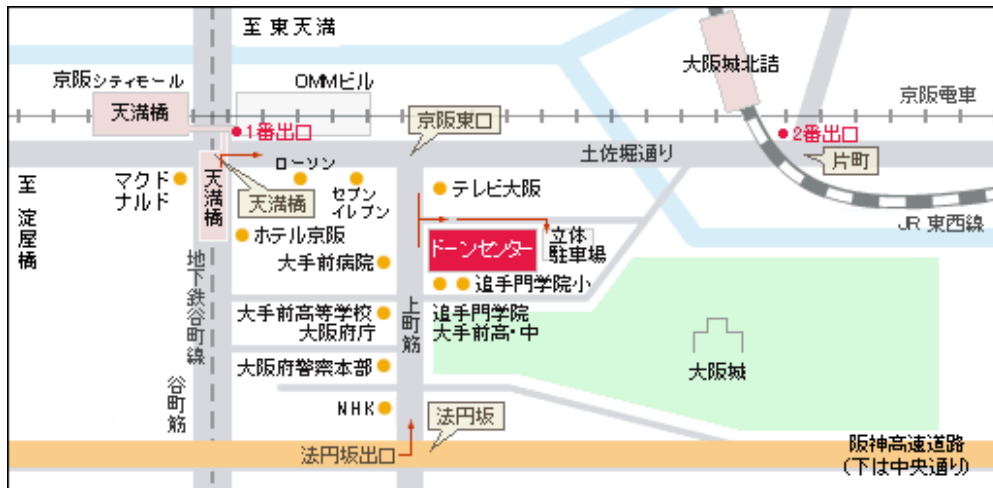 至 東天満
京阪シティモール
天満橋
OMMビル
大阪城北詰
京阪電車
1番出口
京阪東口
2番出口
土佐堀通り
片町
至 淀屋橋
マクド
ナルド
天満橋
天満橋
ローソン
セブン
イレブン
テレビ大阪
JR 東西線
ホテル京阪
ドーンセンター
立体
駐車場
大手前病院
追手門学院小
地下鉄谷町線
大手前高等学校
大阪府庁
上町筋
追手門学院
大手前高・中
大阪府警察本部
大阪城
谷町筋
NHK
法円坂
法円坂出口
阪神高速道路
(下は中央通り)